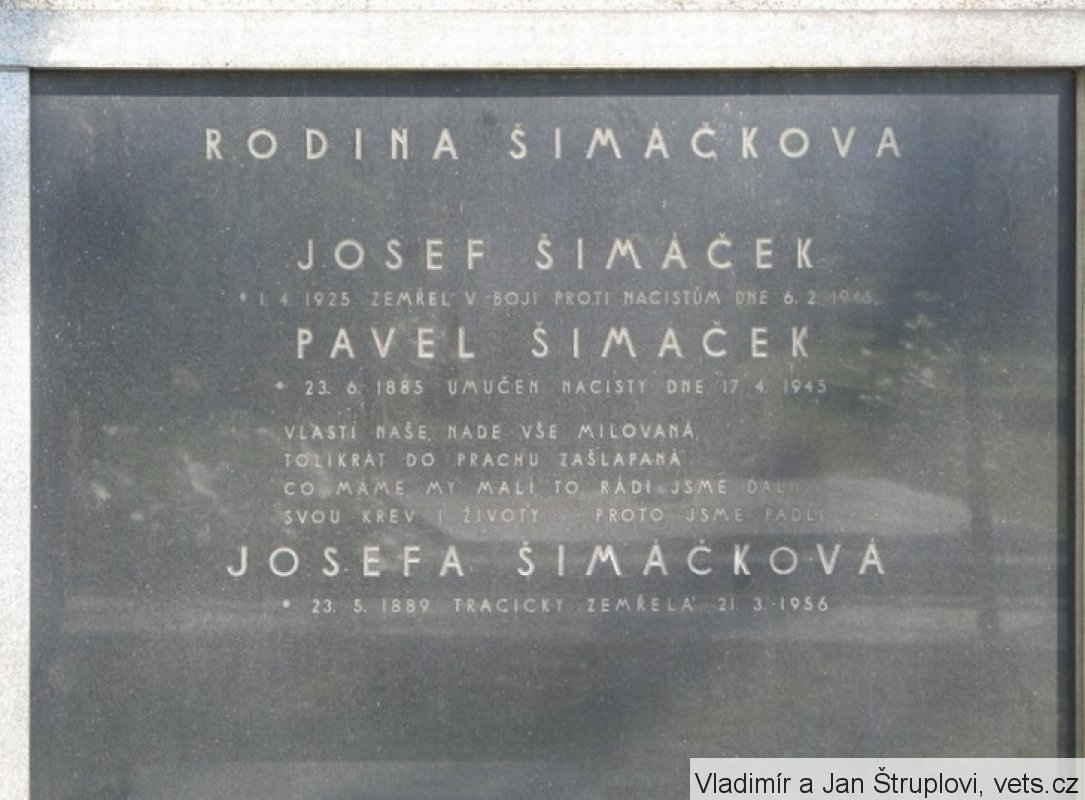 RODINA ŠIMÁČKOVA
JOSEF ŠIMÁČEK
* 1. 4. 1925 ZEMŘEL V BOJI PROTI NACISTŮM DNE 6. 2.
PAVEL ŠIMÁČEK
* 23. 6. 1885 UMUČEN NACISTY DNE 17. 4. 1945
VLASTÍ NAŠE, NADE VŠE MILOVANÁ,
TOLIKRÁT DO PRACHU ZAŠLAPANÁ
CO MÁME MY MALÍ, TO RÁDI JSME DALI
SVOU KREV I ŽIVOTY - PROTO JSME PADLI
JOSEFA ŠIMÁČKOVÁ
* 23. 5. 1889 TRAGICKY ZEMŘELA 21. 3. 1956
Vladimír a Jan Štruplovi, vets.cz